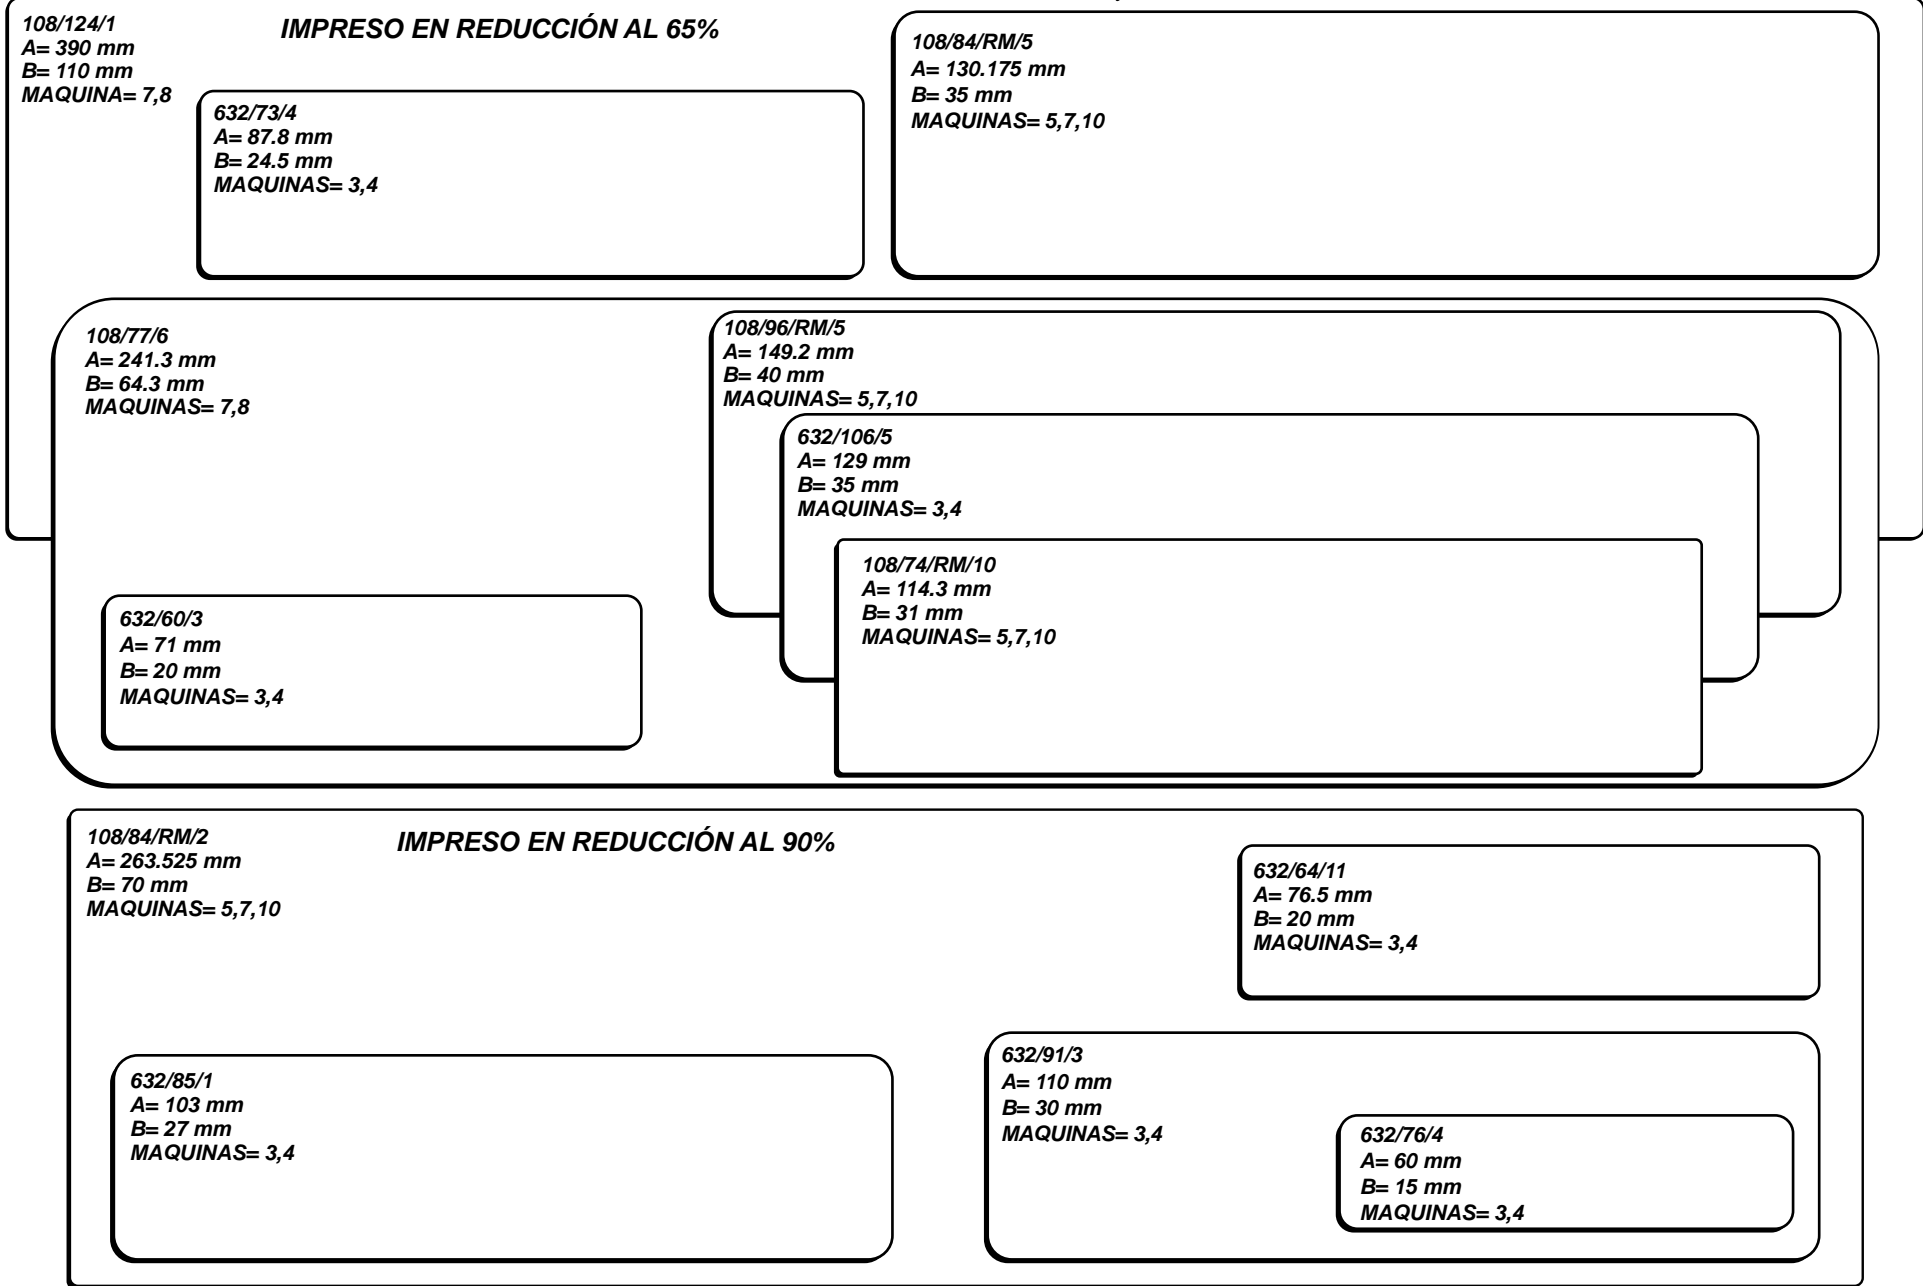 108/124/1
A= 390 mm
B= 110 mm
MAQUINA= 7,8
IMPRESO EN REDUCCIÓN AL 65%
632/73/4
A= 87.8 mm
B= 24.5 mm
MAQUINAS= 3,4
108/84/RM/5
A= 130.175 mm
B= 35 mm
MAQUINAS= 5,7,10
108/77/6
A= 241.3 mm
B= 64.3 mm
MAQUINAS= 7,8
108/96/RM/5
A= 149.2 mm
B= 40 mm
MAQUINAS= 5,7,10
632/106/5
A= 129 mm
B= 35 mm
MAQUINAS= 3,4
108/74/RM/10
A= 114.3 mm
B= 31 mm
MAQUINAS= 5,7,10
632/60/3
A= 71 mm
B= 20 mm
MAQUINAS= 3,4
108/84/RM/2
A= 263.525 mm
B= 70 mm
MAQUINAS= 5,7,10
IMPRESO EN REDUCCIÓN AL 90%
632/64/11
A= 76.5 mm
B= 20 mm
MAQUINAS= 3,4
632/85/1
A= 103 mm
B= 27 mm
MAQUINAS= 3,4
632/91/3
A= 110 mm
B= 30 mm
MAQUINAS= 3,4
632/76/4
A= 60 mm
B= 15 mm
MAQUINAS= 3,4